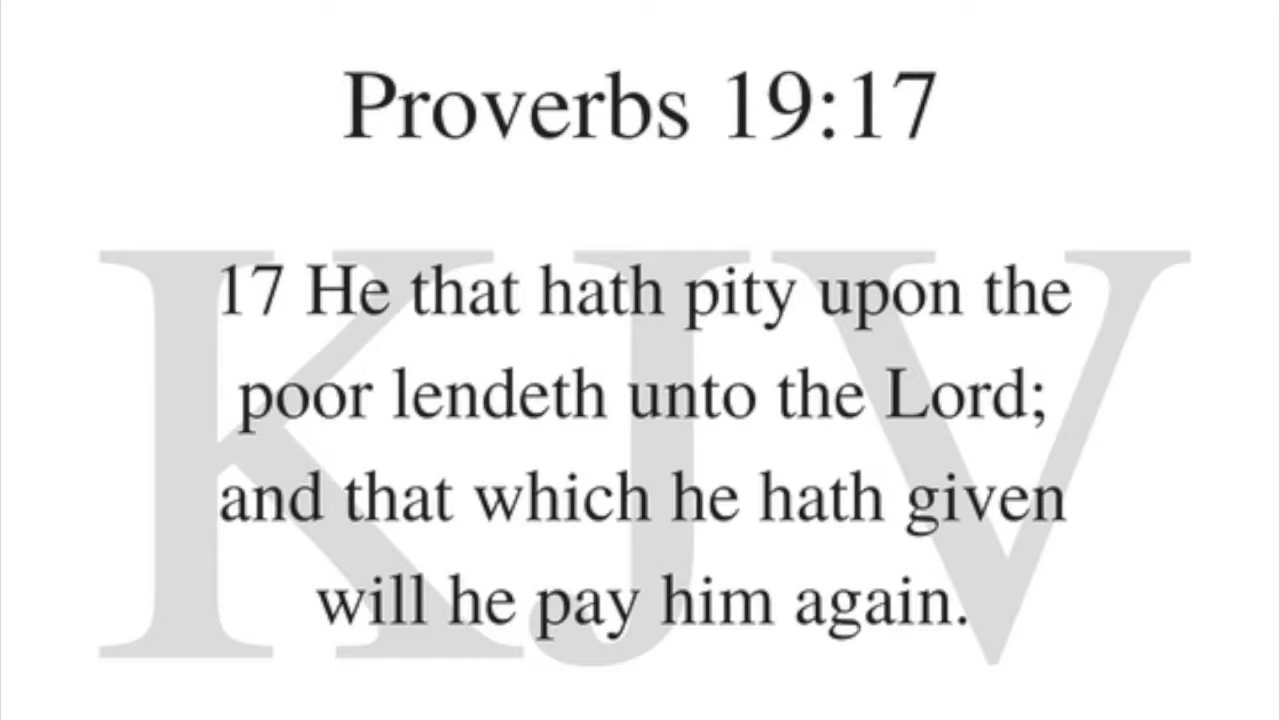 Proverbs 19:17
KJV
17 He that hath pity upon the
poor lendeth unto the Lord;
and that which he hath given
will he pay him again.